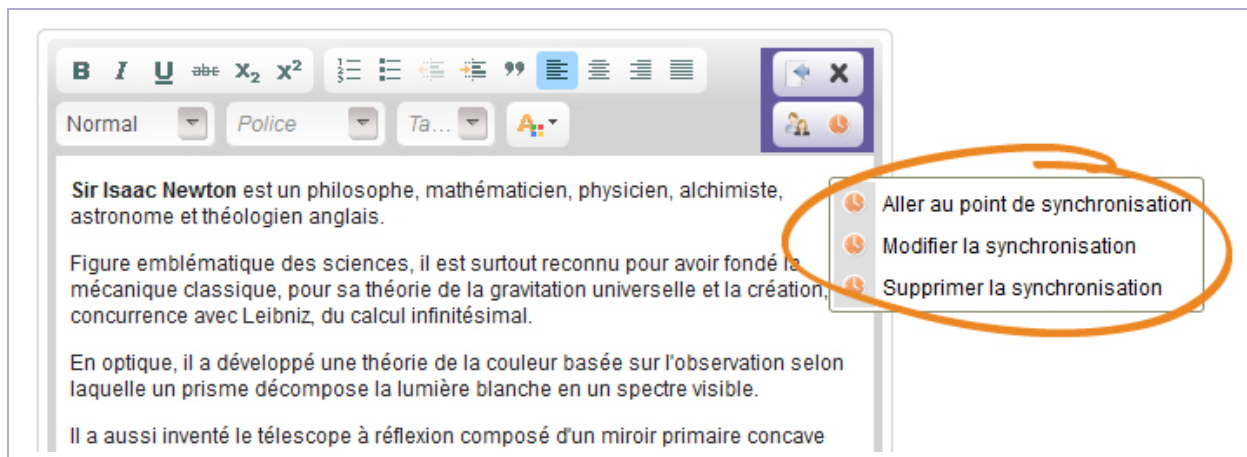 B I U abc X2 X²
Normal Police Ta...
A
Sir Isaac Newton est un philosophe, mathématicien, physicien, alchimiste,
astronome et théologien anglais.
Figure emblématique des sciences, il est surtout reconnu pour avoir fondé la
mécanique classique, pour sa théorie de la gravitation universelle et la création,
concurrence avec Leibniz, du calcul infinitésimal.
En optique, il a développé une théorie de la couleur basée sur l'observation selon
laquelle un prisme décompose la lumière blanche en un spectre visible.
Il a aussi inventé le télescope à réflexion composé d'un miroir primaire concave
Aller au point de synchronisation
Modifier la synchronisation
Supprimer la synchronisation